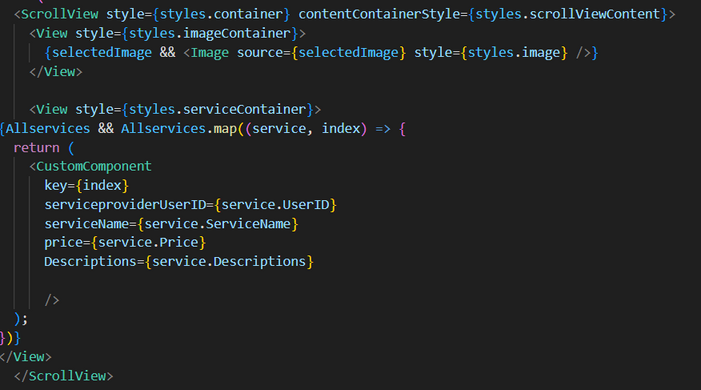 <ScrollView style={styles.container} contentContainerStyle={styles.scrollViewContent}>
<View style={styles.imageContainer}>
{selectedImage && <Image source={selectedImage} style={styles.image} />}
</View>
<View style={styles.serviceContainer}>
{Allservices && Allservices.map((service, index) => {
return (
<CustomComponent
key={index}
serviceproviderUserID={service.UserID}
serviceName={service.ServiceName}
price={service.Price}
Descriptions={service.Descriptions}
/>
);
})}
</View>
</ScrollView>